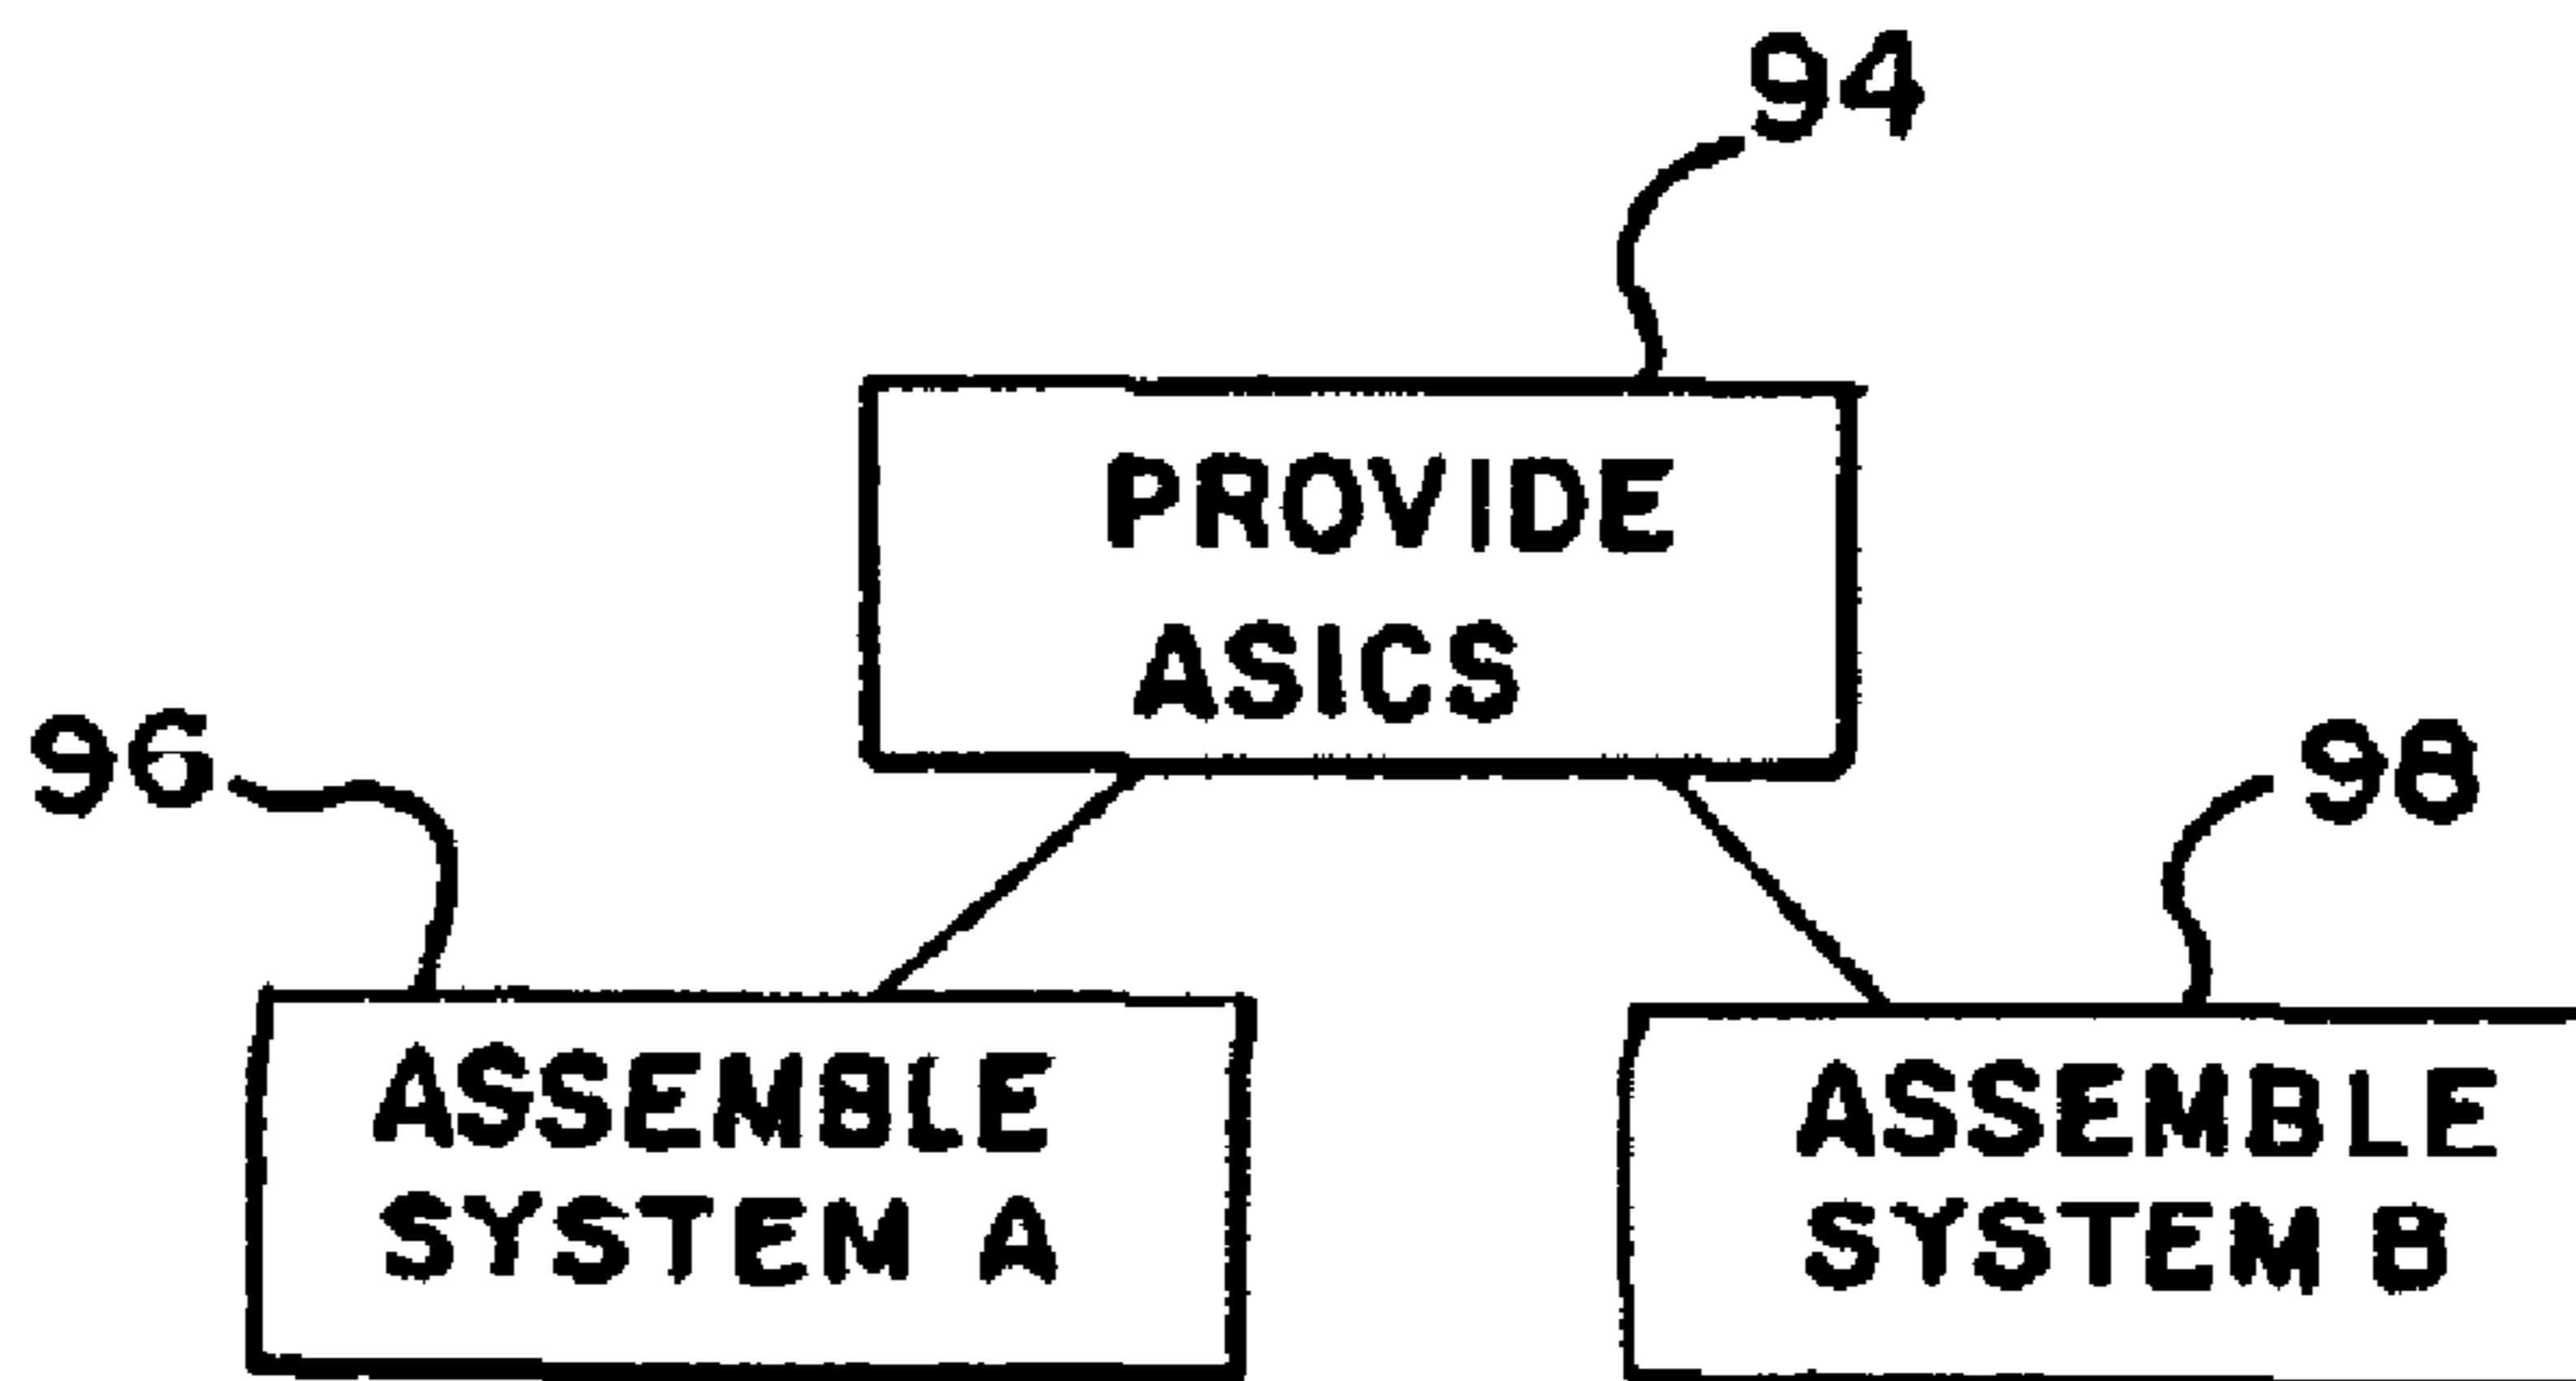 94
PROVIDE
ASICS
96
98
ASSEMBLE
SYSTEM A
ASSEMBLE
SYSTEM B